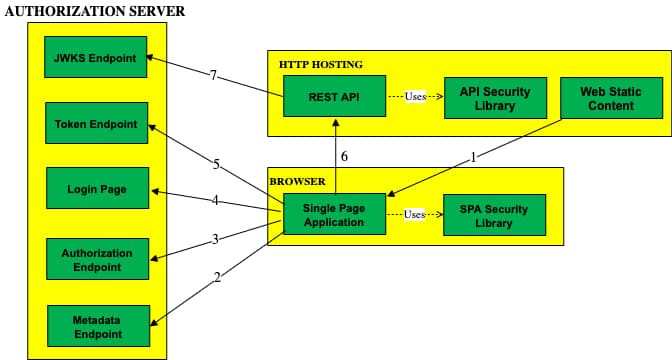 AUTHORIZATION SERVER
JWKS Endpoint
Token Endpoint
Login Page
Authorization
Endpoint
Metadata
Endpoint
HTTP HOSTING
REST API
Uses
API Security
Library
Web Static
Content
BROWSER
Single Page
Application
Uses
SPA Security
Library
7
6
1
5
4
3
2